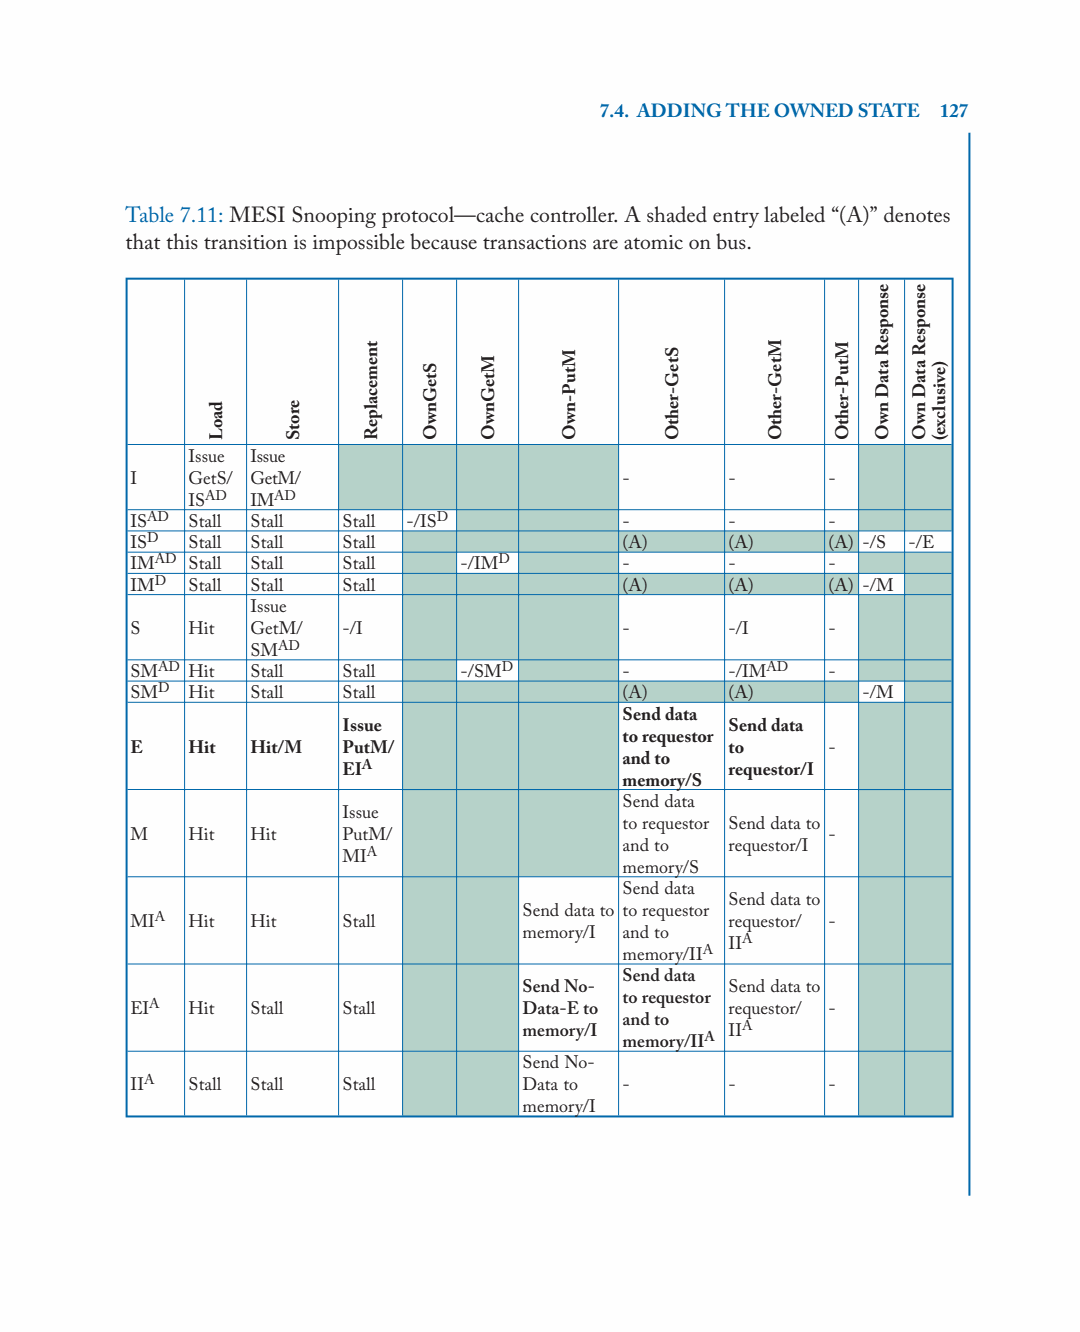 7.4. ADDING THE OWNED STATE 127
Table 7.11: MESI Snooping protocol—cache controller. A shaded entry labeled “(A)” denotes
that this transition is impossible because transactions are atomic on bus.
Load
Store
Replacement
OwnGetS
OwnGetM
Own-PutM
Other-GetS
Other-GetM
Other-PutM
Own Data Response
Own Data Response
(exclusive)
I
Issue
GetS/
ISAD
Issue
GetM/
IMAD
- - -
ISAD Stall Stall Stall -/ISD - - -
ISD Stall Stall Stall (A) (A) (A) -/S -/E
IMAD Stall Stall Stall -/IMD - - -
IMD Stall Stall Stall (A) (A) (A) -/M
S Hit
Issue
GetM/
SMAD
-/I - -/I -
SMAD Hit Stall Stall -/SMD - -/IMAD -
SMD Hit Stall Stall (A) (A) -/M
E Hit Hit/M
Issue
PutM/
EIA
Send data
to requestor
and to
memory/S
Send data
to
requestor/I
-
M Hit Hit
Issue
PutM/
MIA
Send data
to requestor
and to
memory/S
Send data to
requestor/I
-
MIA Hit Hit Stall
Send data to
memory/I
Send data
to requestor
and to
memory/IIA
Send data to
requestor/
IIA
-
EIA Hit Stall Stall
Send No-
Data-E to
memory/I
Send data
to requestor
and to
memory/IIA
Send data to
requestor/
IIA
-
IIA Stall Stall Stall
Send No-
Data to
memory/I
- - -